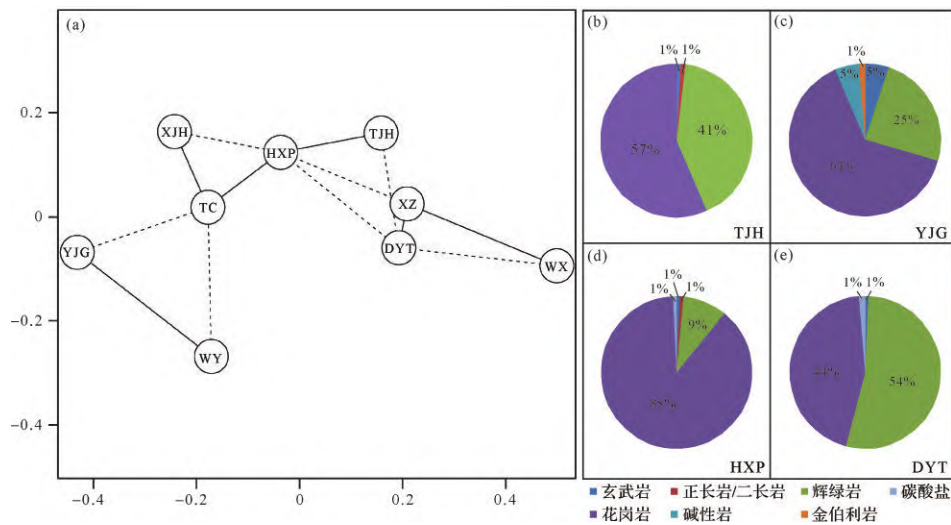 (a)
0.2
0
−0.2
−0.4
−0.4
−0.2
0
0.2
0.4
XJH
HXP
TJH
TC
XZ
YJG
DYT
WX
WY
(b)
1% 1%
41%
57%
TJH
(c)
1%
5% 5%
25%
64%
YJG
(d)
1%
1% 1%
9%
88%
HXP
(e)
1% 1%
44%
54%
DYT
玄武岩 正长岩/二长岩 辉绿岩 碳酸盐
花岗岩 碱性岩 金伯利岩